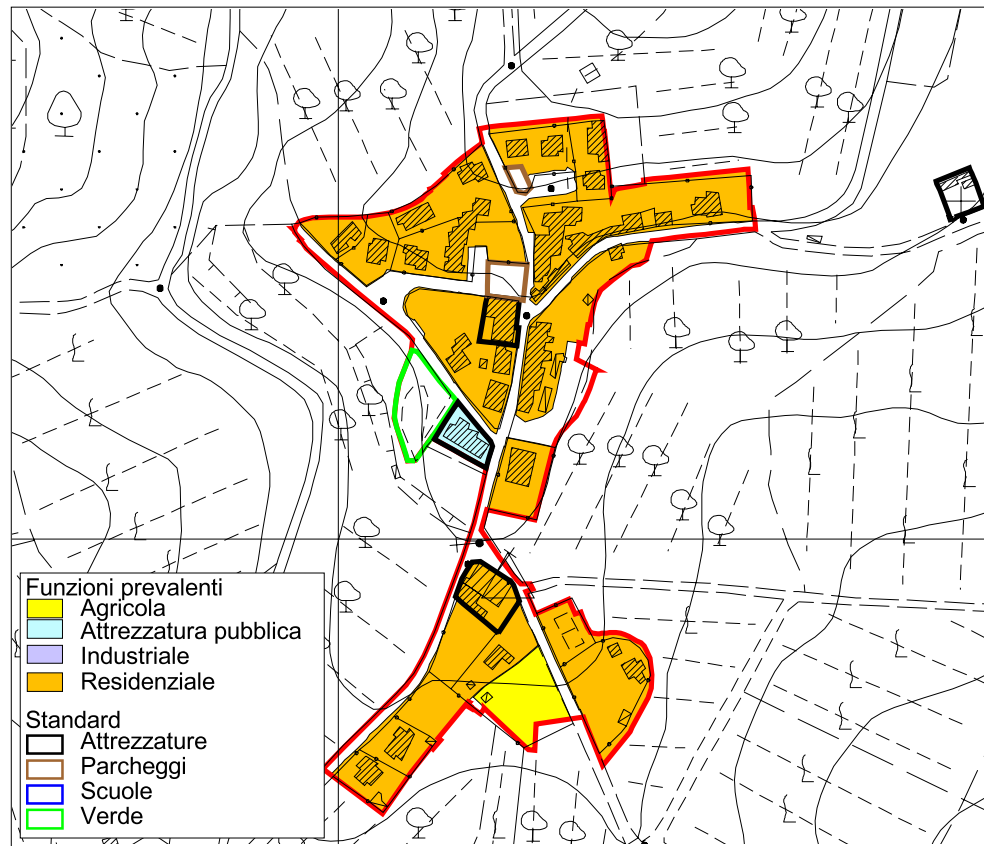 Funzioni prevalenti
Agricola
Attrezzatura pubblica
Industriale
Residenziale
Standard
Attrezzature
Parcheggi
Scuole
Verde